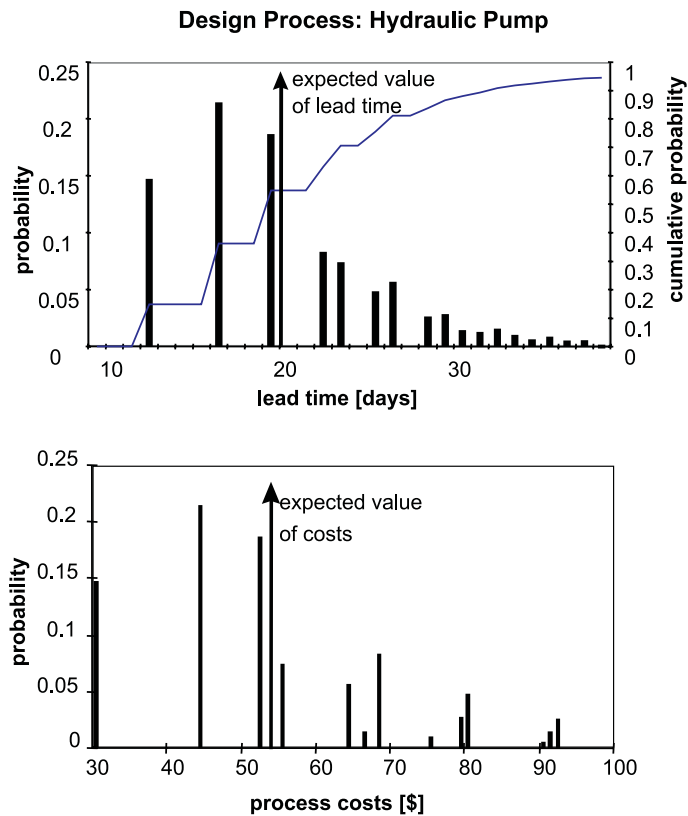 Design Process: Hydraulic Pump
0.25
0.2
0.15
0.1
0.05
0
probability
expected value
of lead time
1
0.9
0.8
0.7
0.6
0.5
0.4
0.3
0.2
0.1
0
cumulative probability
10 20 30
lead time [days]
0.25
0.2
0.15
0.1
0.05
0
probability
expected value
of costs
30 40 50 60 70 80 90 100
process costs [$]